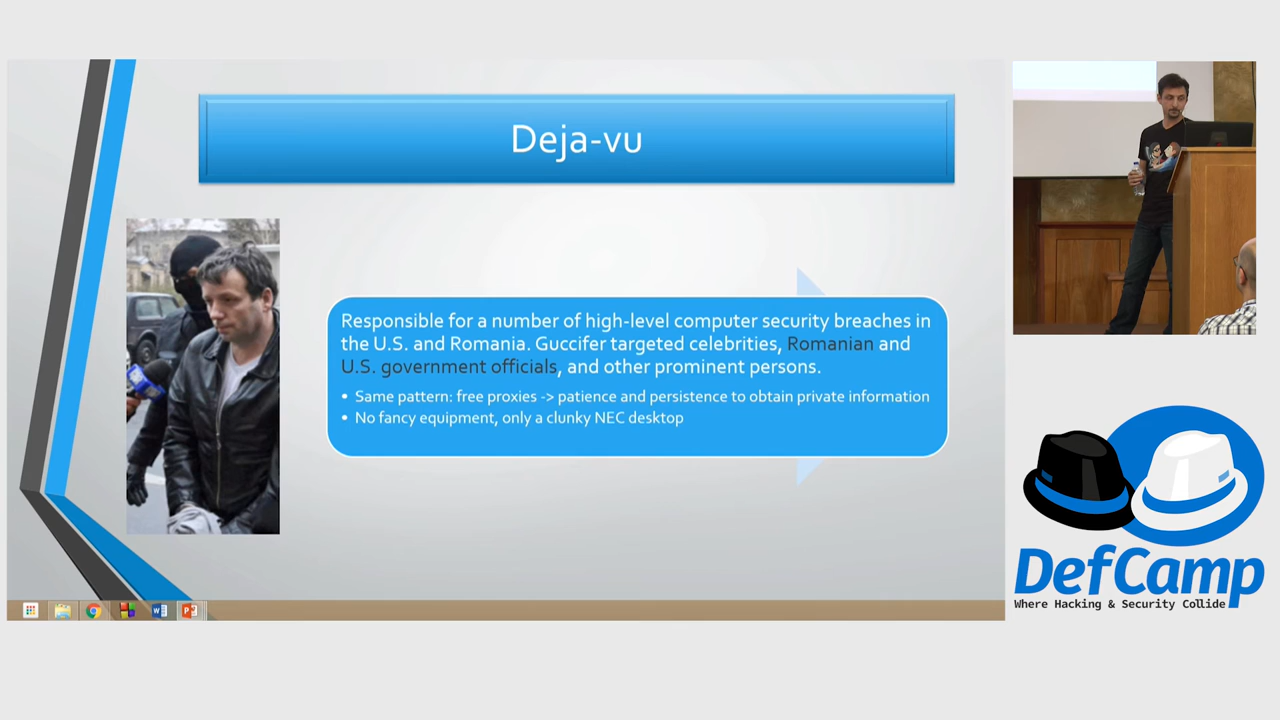 Deja-vu
Responsible for a number of high-level computer security breaches in
the U.S. and Romania. Guccifer targeted celebrities, Romanian and
U.S. government officials, and other prominent persons.
• Same pattern: free proxies -> patience and persistence to obtain private information
• No fancy equipment, only a clunky NEC desktop
DefCamp
Where Hacking & Security Collide